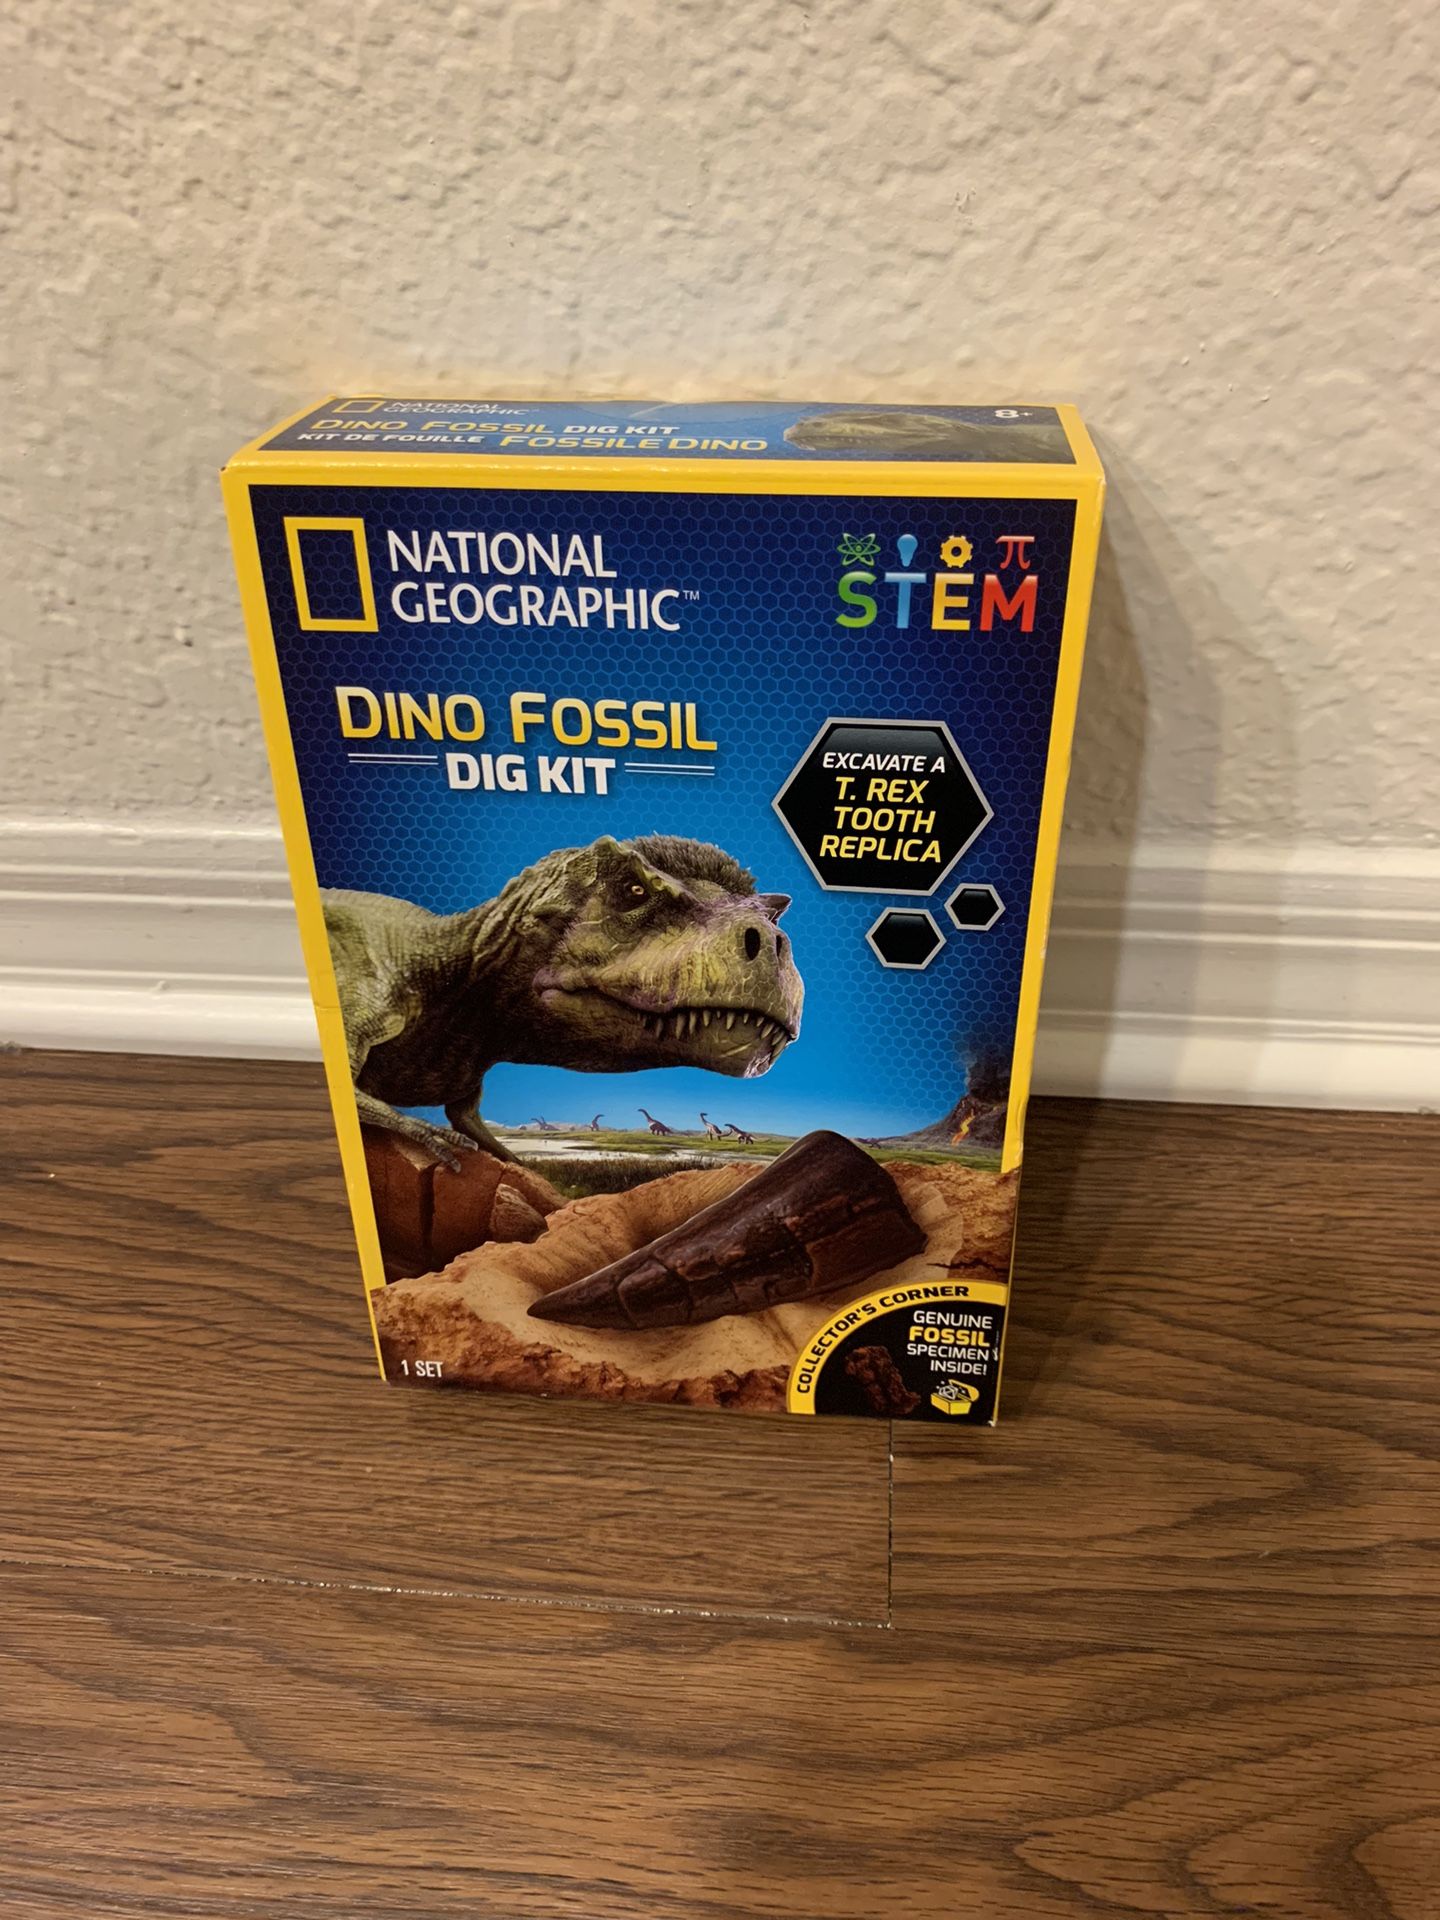 NATIONAL
GEOGRAPHIC™
8+
DINO FOSSIL DIG KIT
KIT DE FOUILLE FOSSILE DINO
NATIONAL
GEOGRAPHIC™
STEM
DINO FOSSIL
DIG KIT
EXCAVATE A
T. REX
TOOTH
REPLICA
COLLECTOR'S CORNER
GENUINE
FOSSIL
SPECIMEN
INSIDE!
1 SET